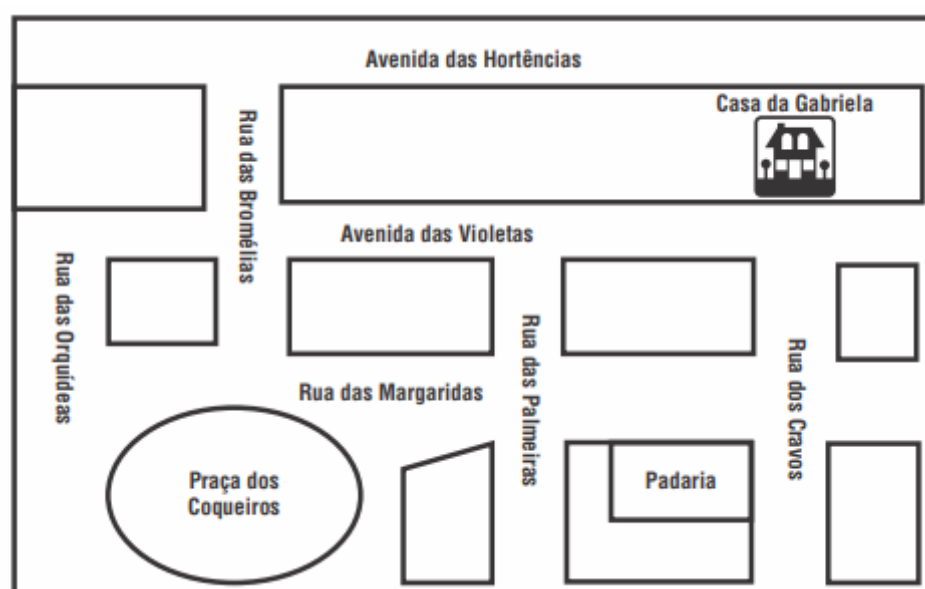 Avenida das Hortências
Casa da Gabriela
Rua das Bromélias
Avenida das Violetas
Rua das Orquídeas
Rua das Palmeiras
Rua dos Cravos
Rua das Margaridas
Praça dos
Coqueiros
Padaria